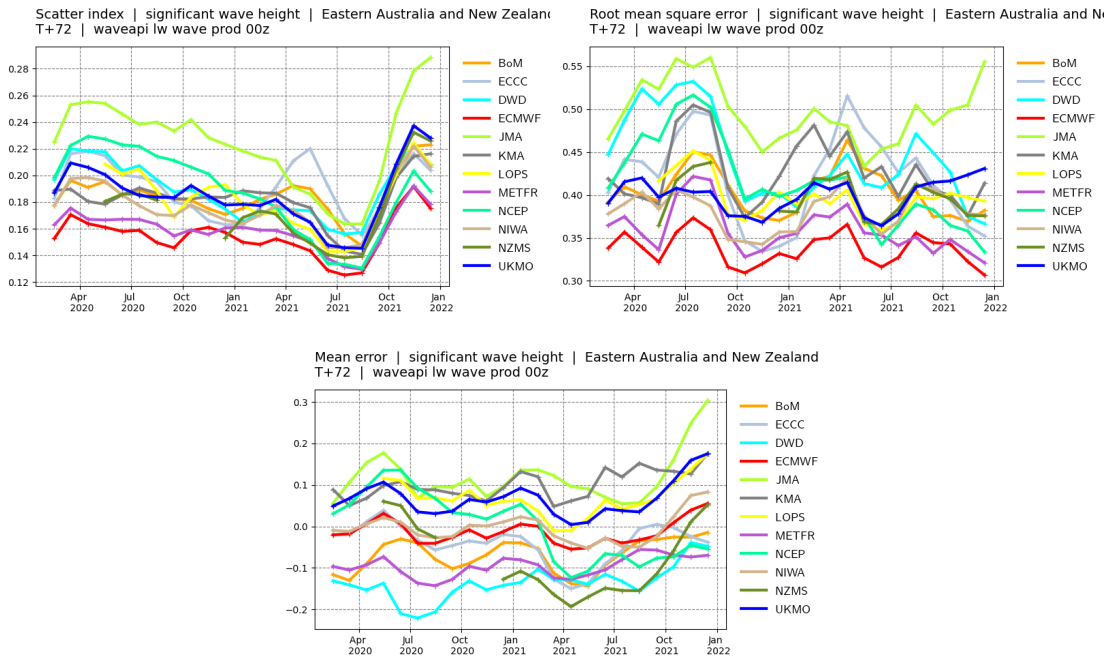 Scatter index | significant wave height | Eastern Australia and New Zealand
T+72 | waveapi lw wave prod 00z
0.28
0.26
0.24
0.22
0.20
0.18
0.16
0.14
0.12
Apr 2020
Jul 2020
Oct 2020
Jan 2021
Apr 2021
Jul 2021
Oct 2021
Jan 2022
BoM
ECCC
DWD
ECMWF
JMA
KMA
LOPS
METFR
NCEP
NIWA
NZMS
UKMO
Root mean square error | significant wave height | Eastern Australia and Ne
T+72 | waveapi lw wave prod 00z
0.55
0.50
0.45
0.40
0.35
0.30
Apr 2020
Jul 2020
Oct 2020
Jan 2021
Apr 2021
Jul 2021
Oct 2021
Jan 2022
BoM
ECCC
DWD
ECMWF
JMA
KMA
LOPS
METFR
NCEP
NIWA
NZMS
UKMO
Mean error | significant wave height | Eastern Australia and New Zealand
T+72 | waveapi lw wave prod 00z
0.3
0.2
0.1
0.0
−0.1
−0.2
Apr 2020
Jul 2020
Oct 2020
Jan 2021
Apr 2021
Jul 2021
Oct 2021
Jan 2022
BoM
ECCC
DWD
ECMWF
JMA
KMA
LOPS
METFR
NCEP
NIWA
NZMS
UKMO